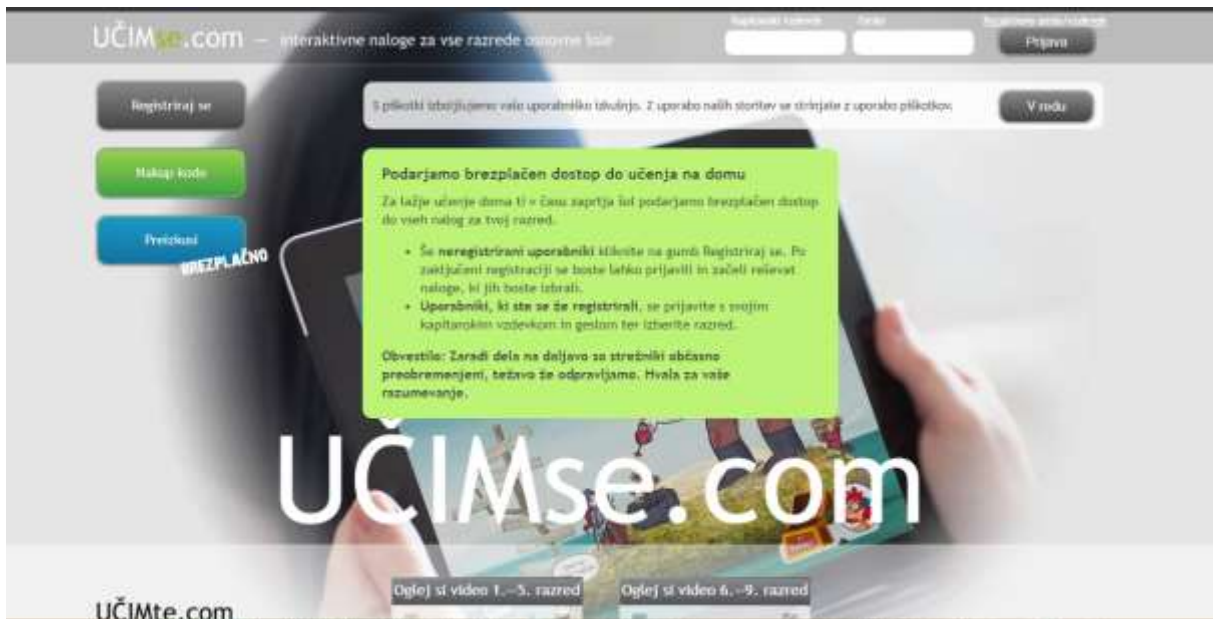 UČIMse.com — interaktivne naloge za vse razrede osnovne šole
Prijava
Registriraj se
S piškotki izboljšujemo vašo uporabniško izkušnjo. Z uporabo naših storitev se strinjate z uporabo piškotkov.
V redu
Nakup kode
Preizkusi
BREZPLAČNO
Podarjamo brezplačen dostop do učenja na domu
Za lažje učenje doma ti v času zaprtja šol podarjamo brezplačen dostop
do vseh nalog za tvoj razred.
• Še neregistrirani uporabniki kliknite na gumb Registriraj se. Po
zaključeni registraciji se boste lahko prijavili in začeli reševat
naloge, ki jih boste izbrali.
• Uporabniki, ki ste se že registrirali, se prijavite s svojim
kapitanskim vzdevkom in geslom ter izberite razred.
Obvestilo: Zaradi dela na daljavo so strežniki občasno
preobremenjeni, težavo že odpravljamo. Hvala za vaše
razumevanje.
UČIMse.com
Oglej si video 1.–5. razred
Oglej si video 6.–9. razred
UČIMte.com